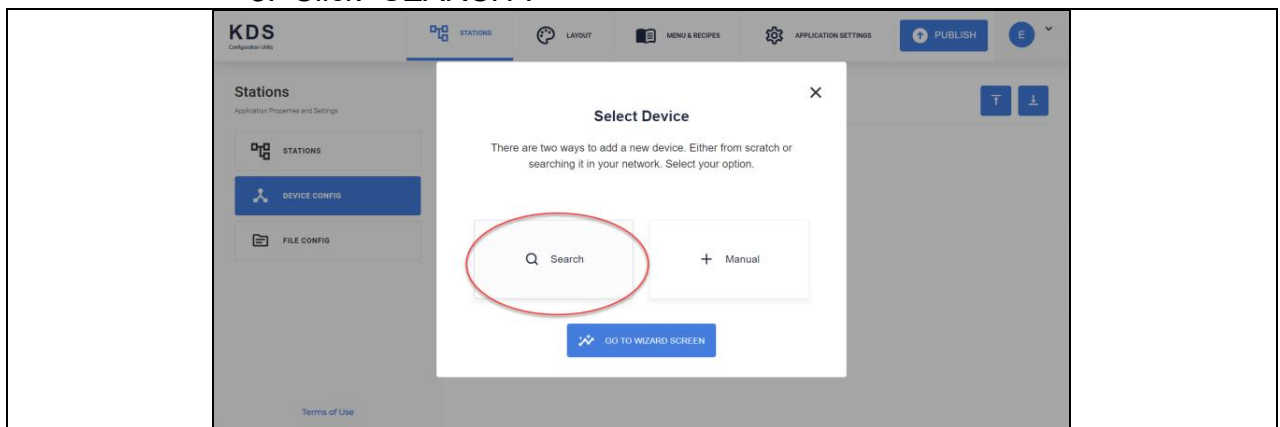 KDS
Configuration Utility
STATIONS
LAYOUT
MENU & RECIPES
APPLICATION SETTINGS
PUBLISH
E
Stations
Application Properties and Settings
STATIONS
DEVICE CONFIG
FILE CONFIG
Select Device
There are two ways to add a new device. Either from scratch or
searching it in your network. Select your option.
Search
Manual
GO TO WIZARD SCREEN
Terms of Use